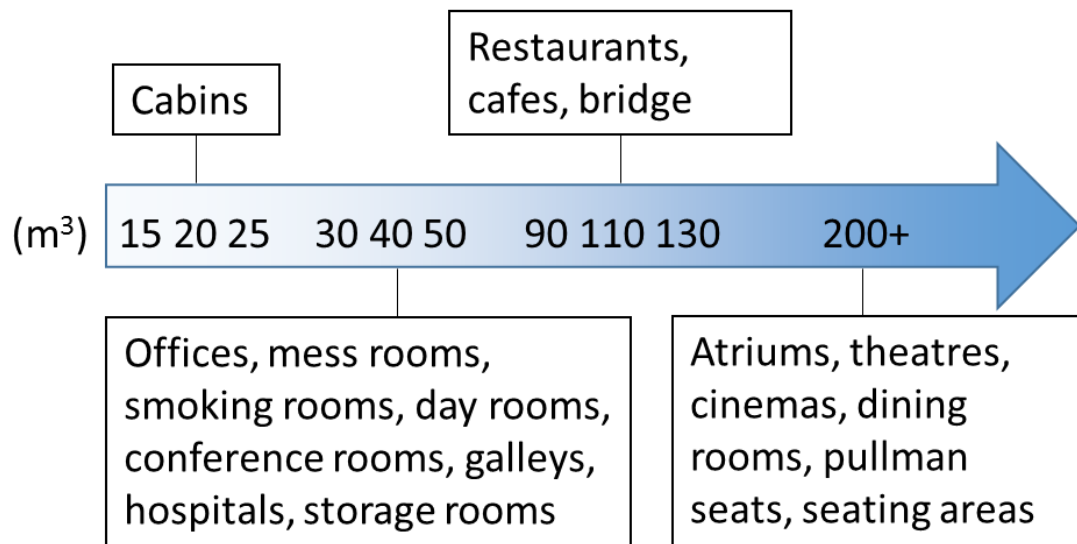 Cabins
Restaurants,
cafes, bridge
(m³) 15 20 25 30 40 50 90 110 130 200+
Offices, mess rooms,
smoking rooms, day rooms,
conference rooms, galleys,
hospitals, storage rooms
Atriums, theatres,
cinemas, dining
rooms, pullman
seats, seating areas